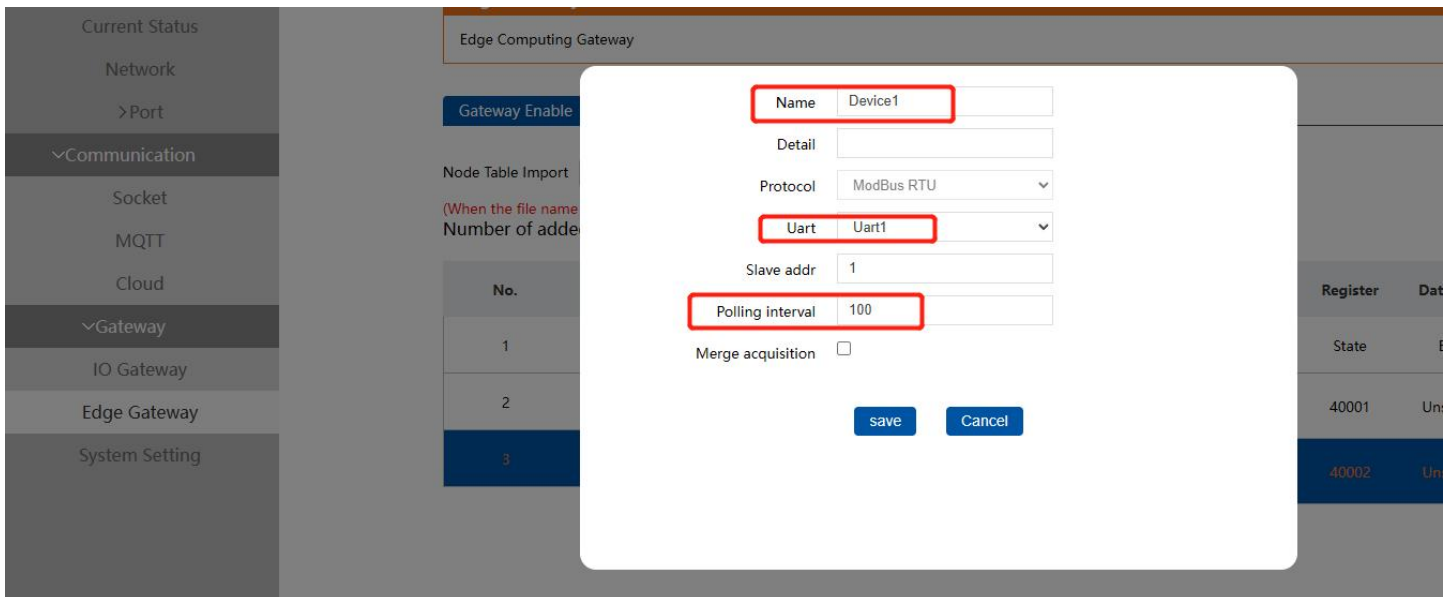 Current Status
Network
>Port
Communication
Socket
MQTT
Cloud
Gateway
IO Gateway
Edge Gateway
System Setting
Edge Computing Gateway
Gateway Enable
Node Table Import
(When the file name
Number of adde
No.
Register
1
State
2
40001
3
40002
Name Device1
Detail
Protocol ModBus RTU
Uart Uart1
Slave addr 1
Polling interval 100
Merge acquisition
save Cancel